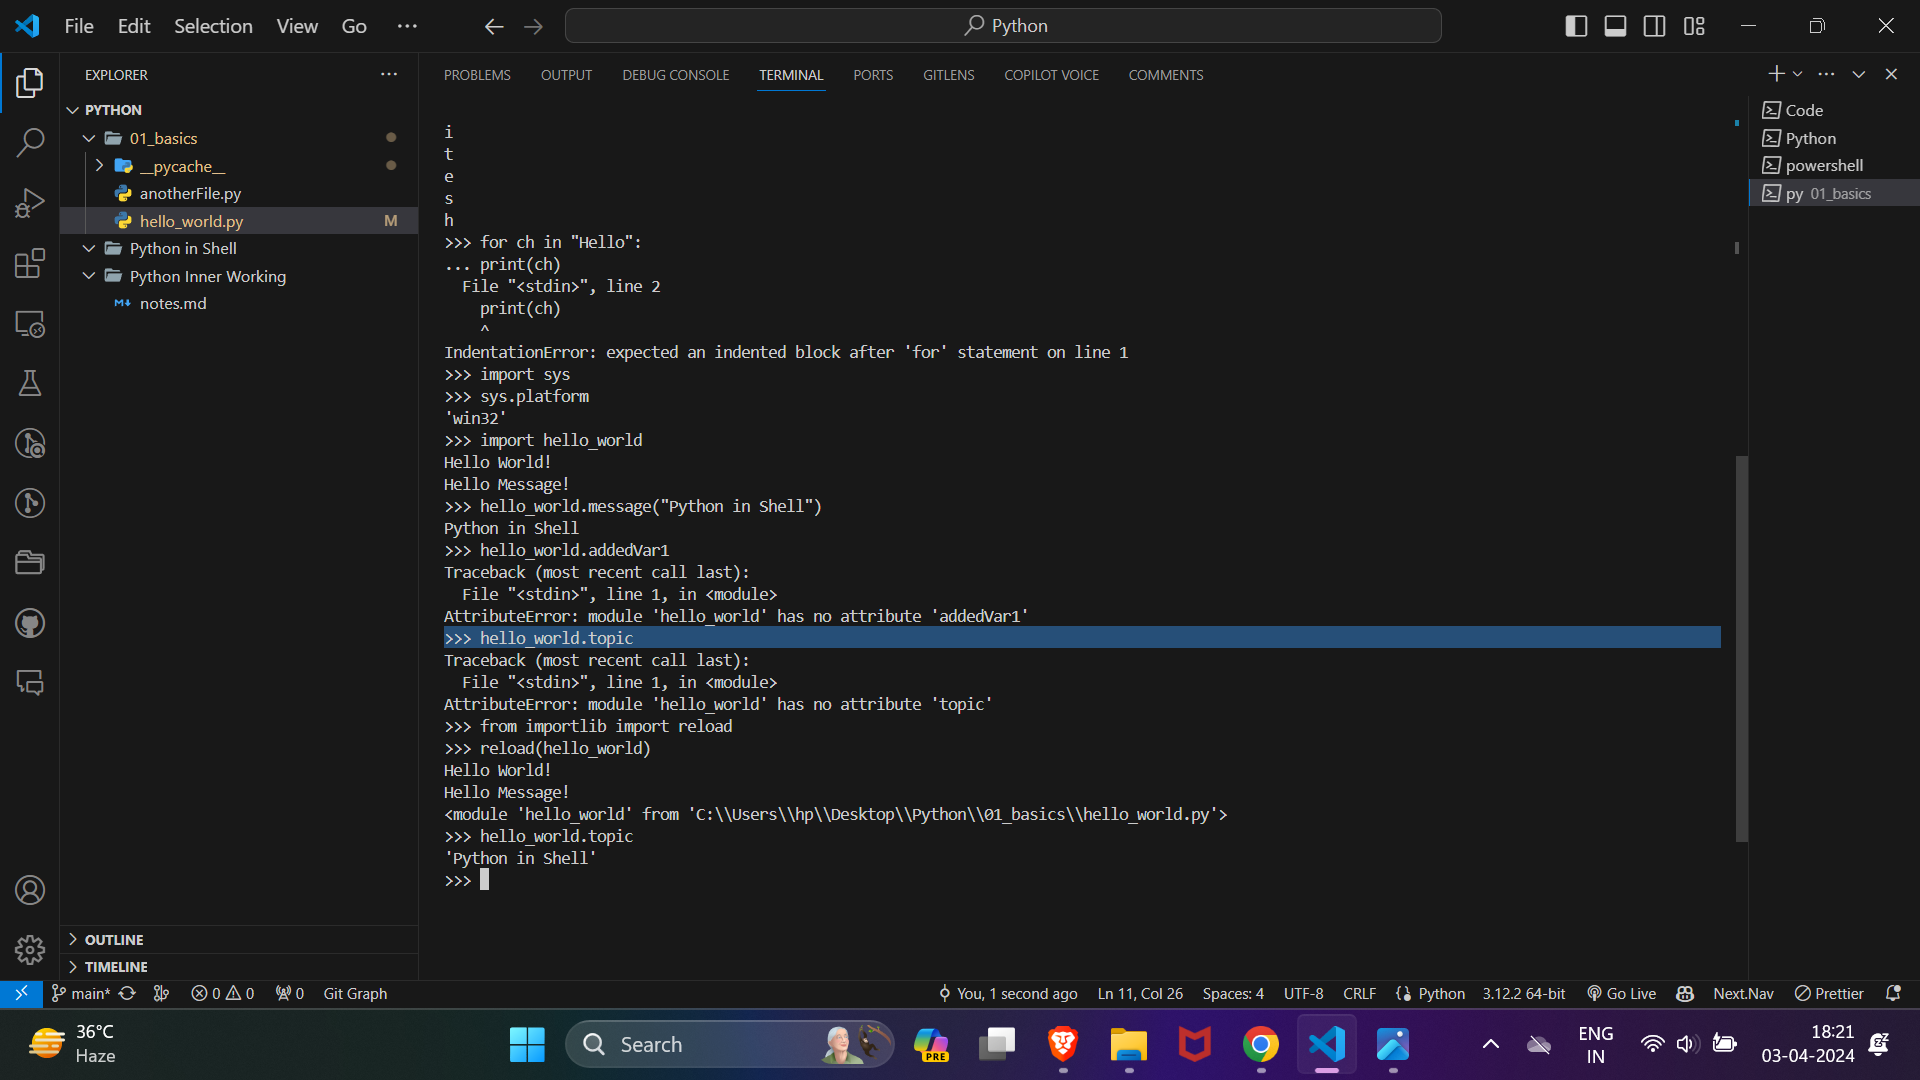 File Edit Selection View Go ···
Python
EXPLORER
PYTHON
01_basics
__pycache__
anotherFile.py
hello_world.py M
Python in Shell
Python Inner Working
notes.md
OUTLINE
TIMELINE
PROBLEMS OUTPUT DEBUG CONSOLE TERMINAL PORTS GITLENS COPILOT VOICE COMMENTS
i
t
e
s
h
>>> for ch in "Hello":
... print(ch)
  File "<stdin>", line 2
    print(ch)
    ^
IndentationError: expected an indented block after 'for' statement on line 1
>>> import sys
>>> sys.platform
'win32'
>>> import hello_world
Hello World!
Hello Message!
>>> hello_world.message("Python in Shell")
Python in Shell
>>> hello_world.addedVar1
Traceback (most recent call last):
  File "<stdin>", line 1, in <module>
AttributeError: module 'hello_world' has no attribute 'addedVar1'
>>> hello_world.topic
Traceback (most recent call last):
  File "<stdin>", line 1, in <module>
AttributeError: module 'hello_world' has no attribute 'topic'
>>> from importlib import reload
>>> reload(hello_world)
Hello World!
Hello Message!
<module 'hello_world' from 'C:\\Users\\hp\\Desktop\\Python\\01_basics\\hello_world.py'>
>>> hello_world.topic
'Python in Shell'
>>>
Code
Python
powershell
py 01_basics
main* 0 0 0 Git Graph You, 1 second ago Ln 11, Col 26 Spaces: 4 UTF-8 CRLF Python 3.12.2 64-bit Go Live Next.Nav Prettier
36°C
Haze
Search
PRE
ENG
IN
18:21
03-04-2024